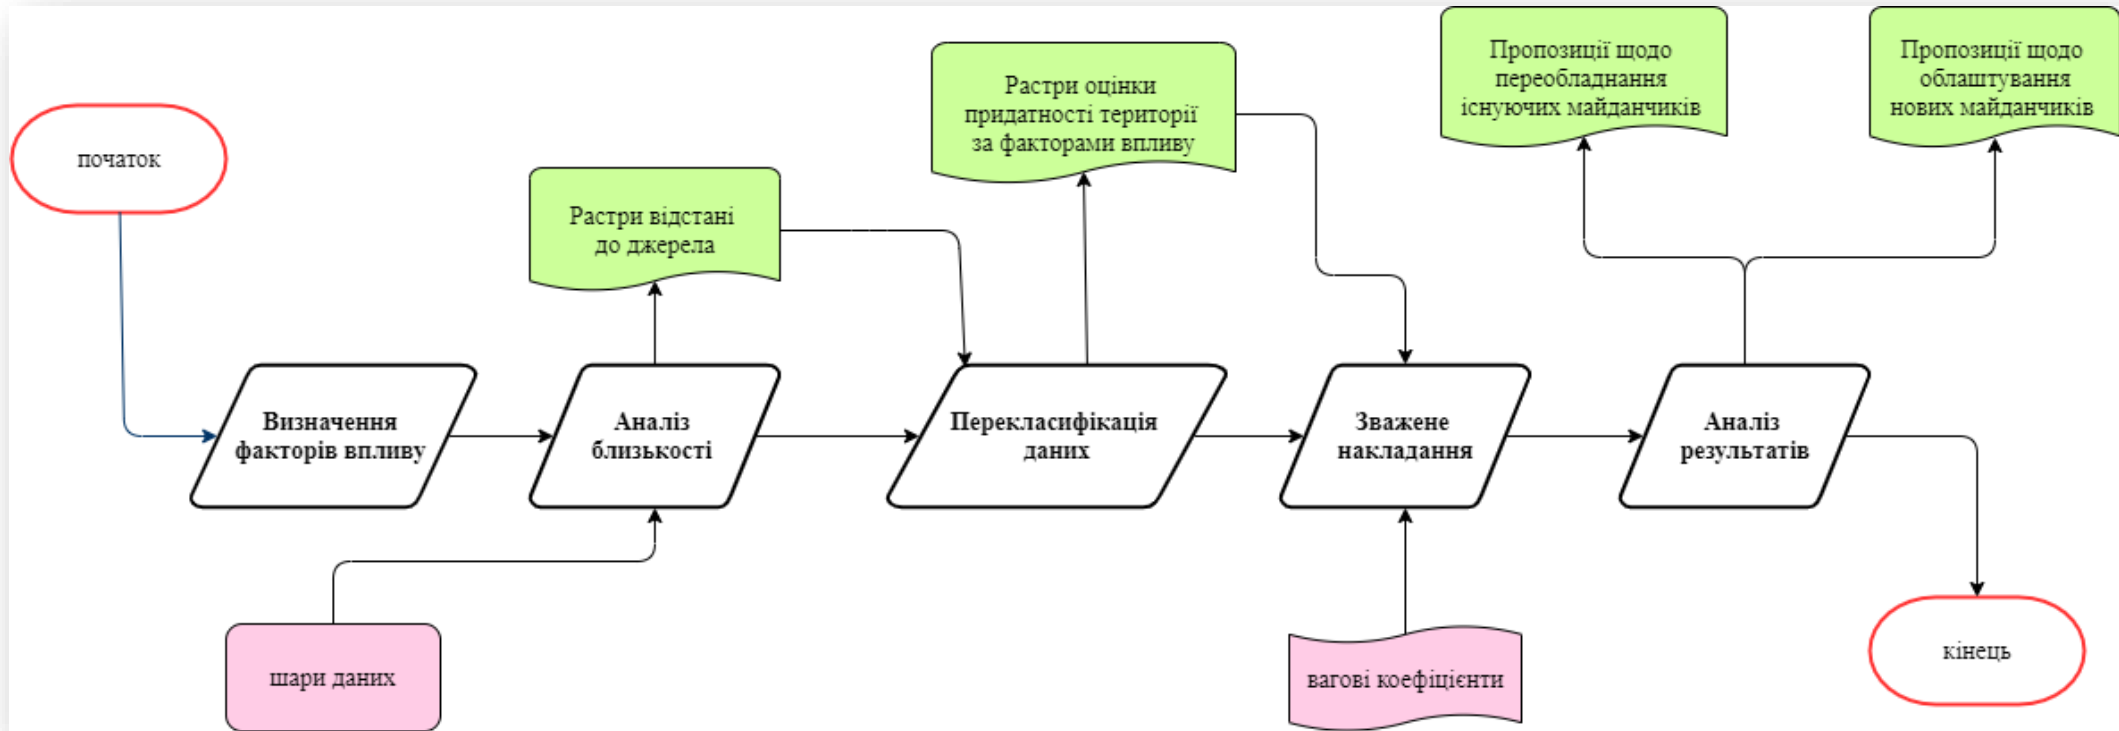 початок
Растри відстані
до джерела
Растри оцінки
придатності території
за факторами впливу
Пропозиції щодо
переобладнання
існуючих майданчиків
Пропозиції щодо
облаштування
нових майданчиків
Визначення
факторів впливу
Аналіз
близькості
Перекласифікація
даних
Зважене
накладання
Аналіз
результатів
шари даних
вагові коефіцієнти
кінець